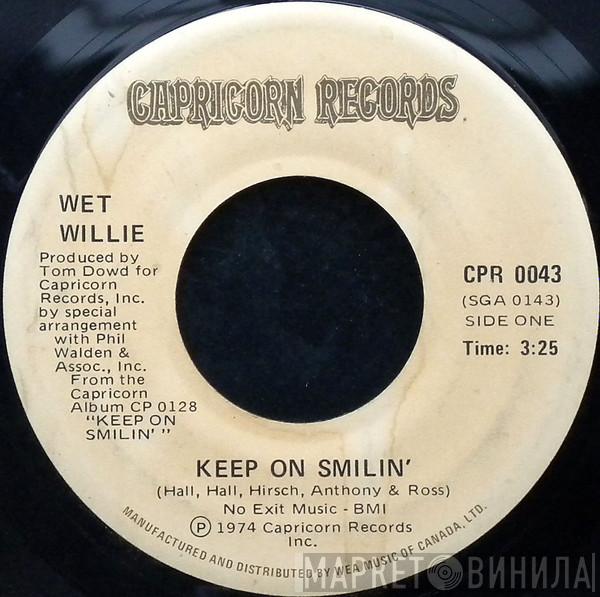 CAPRICORN RECORDS
WET
WILLIE
Produced by
Tom Dowd for
Capricorn
Records, Inc.
by special
arrangement
with Phil
Walden &
Assoc., Inc.
From the
Capricorn
Album CP 0128
“KEEP ON
SMILIN’ ”
CPR 0043
(SGA 0143)
SIDE ONE
Time: 3:25
KEEP ON SMILIN’
(Hall, Hall, Hirsch, Anthony & Ross)
No Exit Music - BMI
Ⓟ 1974 Capricorn Records
Inc.
MANUFACTURED AND DISTRIBUTED BY WEA MUSIC OF CANADA, LTD.
МАРКЕТ ВИНИЛА